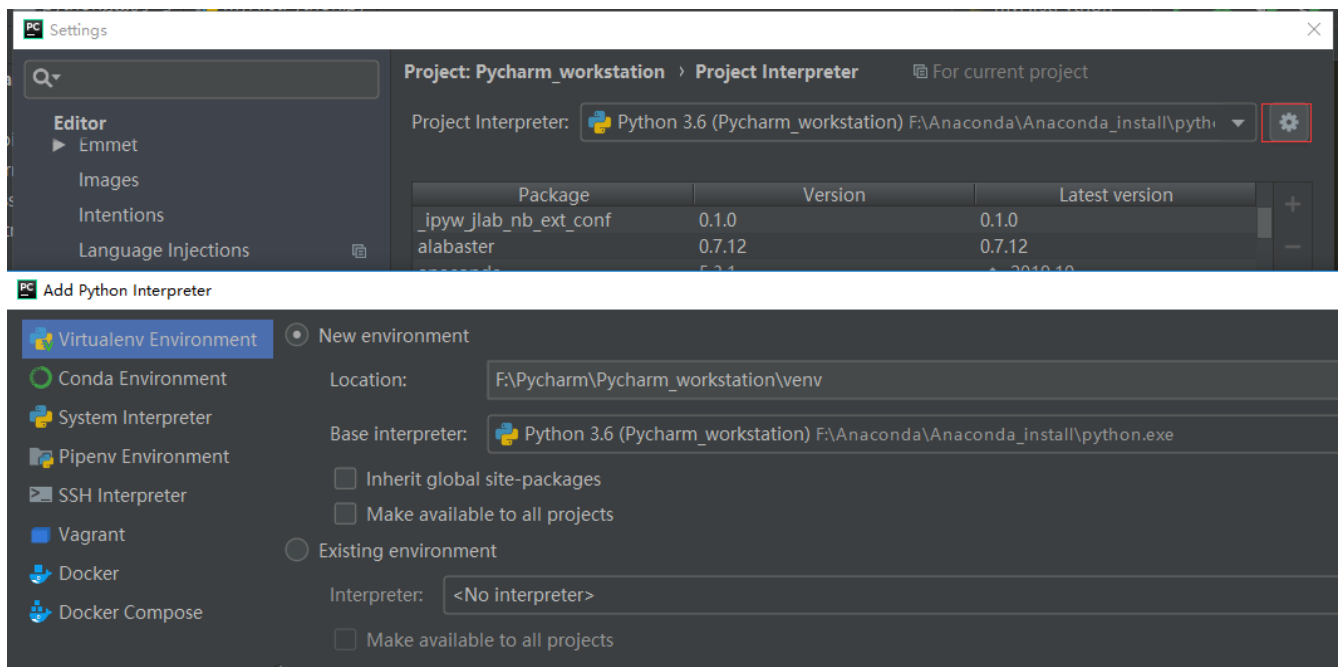 Settings
Project: Pycharm_workstation › Project Interpreter For current project
Editor
Emmet
Images
Intentions
Language Injections
Project Interpreter: Python 3.6 (Pycharm_workstation) F:\Anaconda\Anaconda_install\pyth
Package Version Latest version
_ipyw_jlab_nb_ext_conf 0.1.0 0.1.0
alabaster 0.7.12 0.7.12
Add Python Interpreter
Virtualenv Environment
Conda Environment
System Interpreter
Pipenv Environment
SSH Interpreter
Vagrant
Docker
Docker Compose
New environment
Location: F:\Pycharm\Pycharm_workstation\venv
Base interpreter: Python 3.6 (Pycharm_workstation) F:\Anaconda\Anaconda_install\python.exe
Inherit global site-packages
Make available to all projects
Existing environment
Interpreter: <No interpreter>
Make available to all projects